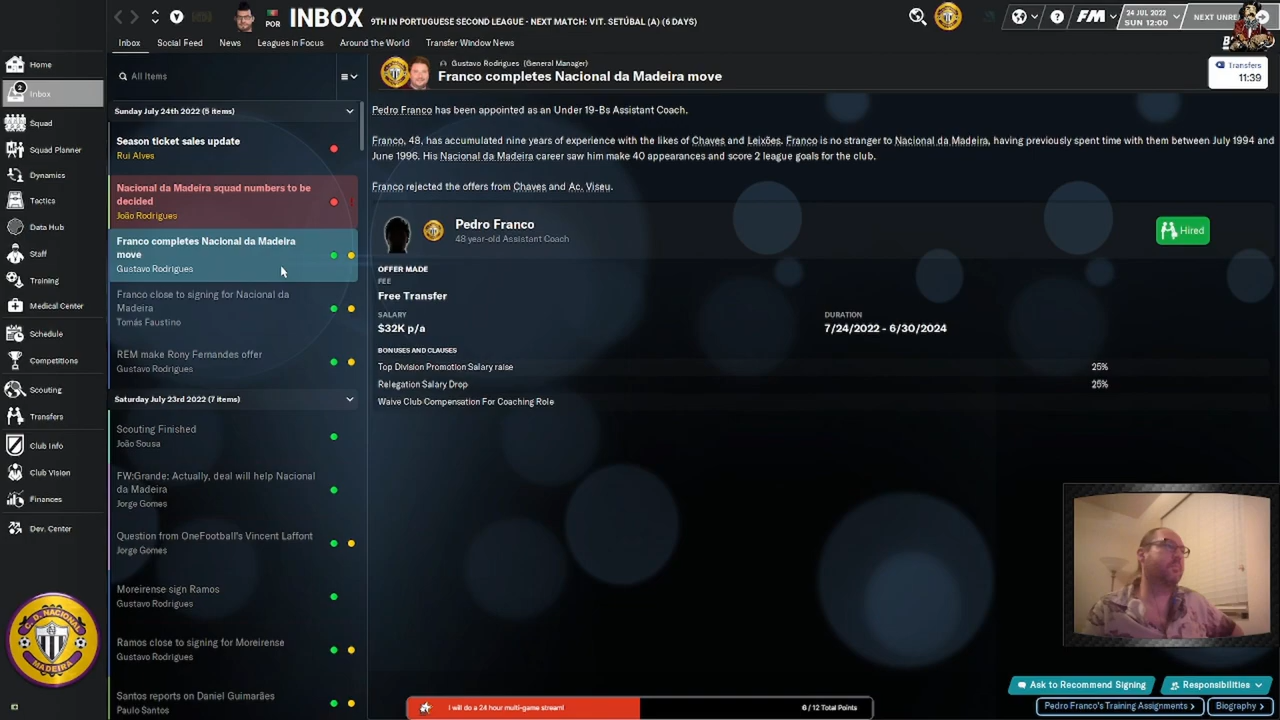 POR
INBOX
9TH IN PORTUGUESE SECOND LEAGUE - NEXT MATCH: VIT. SETÚBAL (A) (6 DAYS)
FM
24 JUL 2022
SUN 12:00
Inbox
Social Feed
News
Leagues in Focus
Around the World
Transfer Window News
Home
2
Inbox
Squad
Squad Planner
Dynamics
Tactics
Data Hub
Staff
Training
Medical Center
Schedule
Competitions
Scouting
Transfers
Club Info
Club Vision
Finances
Dev. Center
C.D. NACIONAL
MADEIRA
All Items
Sunday July 24th 2022 (5 items)
Season ticket sales update
Rui Alves
Nacional da Madeira squad numbers to be
decided
João Rodrigues
Franco completes Nacional da Madeira
move
Gustavo Rodrigues
Franco close to signing for Nacional da
Madeira
Tomás Faustino
REM make Rony Fernandes offer
Gustavo Rodrigues
Saturday July 23rd 2022 (7 items)
Scouting Finished
João Sousa
FW:Grande: Actually, deal will help Nacional
da Madeira
Jorge Gomes
Question from OneFootball's Vincent Laffont
Jorge Gomes
Moreirense sign Ramos
Gustavo Rodrigues
Ramos close to signing for Moreirense
Gustavo Rodrigues
Santos reports on Daniel Guimarães
Paulo Santos
Gustavo Rodrigues (General Manager)
Franco completes Nacional da Madeira move
Transfers
11:39
Pedro Franco has been appointed as an Under 19-Bs Assistant Coach.
Franco, 48, has accumulated nine years of experience with the likes of Chaves and Leixões. Franco is no stranger to Nacional da Madeira, having previously spent time with them between July 1994 and
June 1996. His Nacional da Madeira career saw him make 40 appearances and score 2 league goals for the club.
Franco rejected the offers from Chaves and Ac. Viseu.
Pedro Franco
48 year-old Assistant Coach
Hired
OFFER MADE
FEE
Free Transfer
SALARY
$32K p/a
DURATION
7/24/2022 - 6/30/2024
BONUSES AND CLAUSES
Top Division Promotion Salary raise
25%
Relegation Salary Drop
25%
Waive Club Compensation For Coaching Role
Ask to Recommend Signing
Responsibilities
Pedro Franco's Training Assignments
Biography
I will do a 24 hour multi-game stream!
6 / 12 Total Points